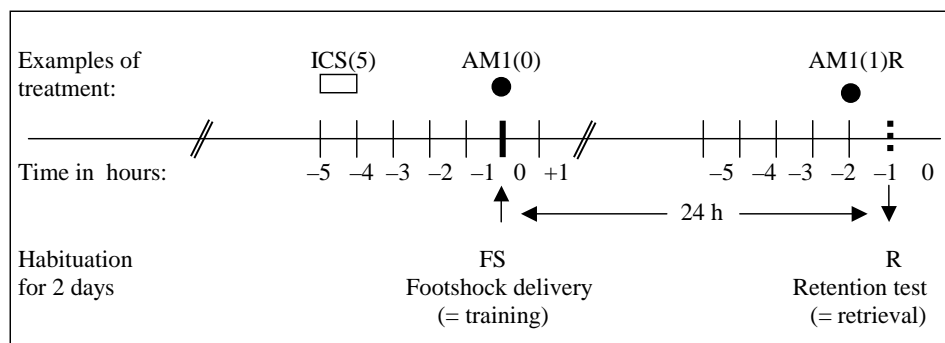 Examples of
treatment:
ICS(5) AM1(0) AM1(1)R
Time in hours: –5 –4 –3 –2 –1 0 +1 –5 –4 –3 –2 –1 0
24 h
Habituation
for 2 days
FS
Footshock delivery
(= training)
R
Retention test
(= retrieval)